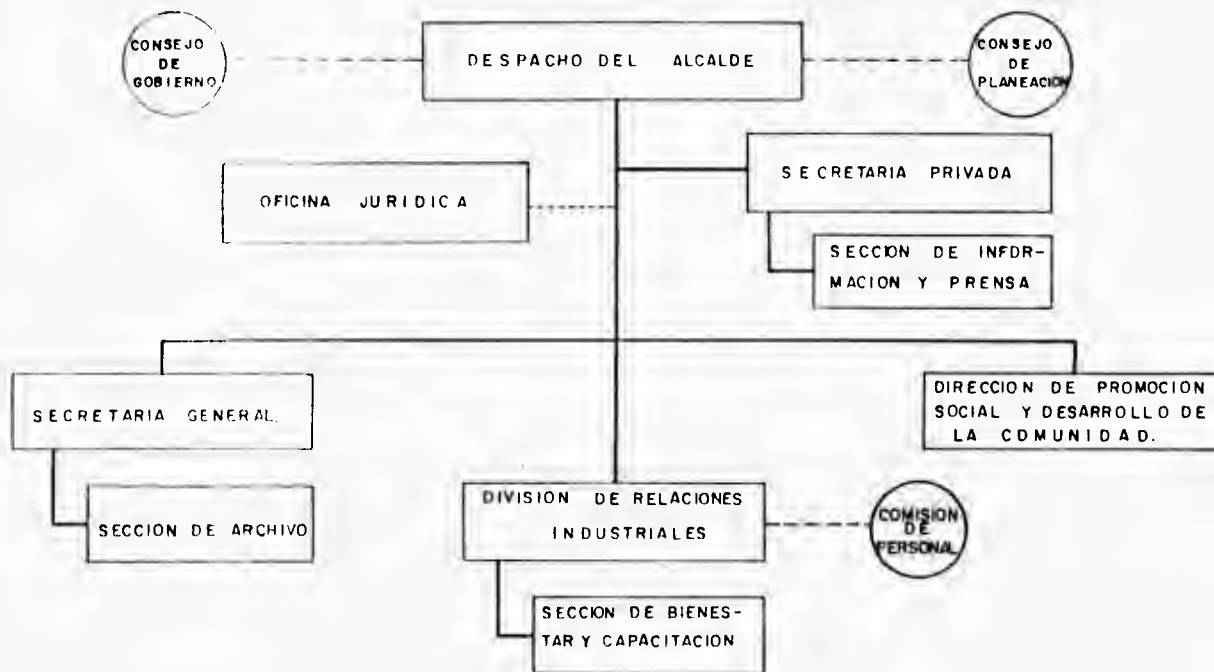 CONSEJO
DE
GOBIERNO
DESPACHO DEL ALCALDE
CONSEJO
DE
PLANEACION
OFICINA JURIDICA
SECRETARIA PRIVADA
SECCION DE INFOR-
MACION Y PRENSA
SECRETARIA GENERAL.
SECCION DE ARCHIVO
DIRECCION DE PROMOCION
SOCIAL Y DESARROLLO DE
LA COMUNIDAD.
DIVISION DE RELACIONES
INDUSTRIALES
COMISION
DE
PERSONAL
SECCION DE BIENES-
TAR Y CAPACITACION